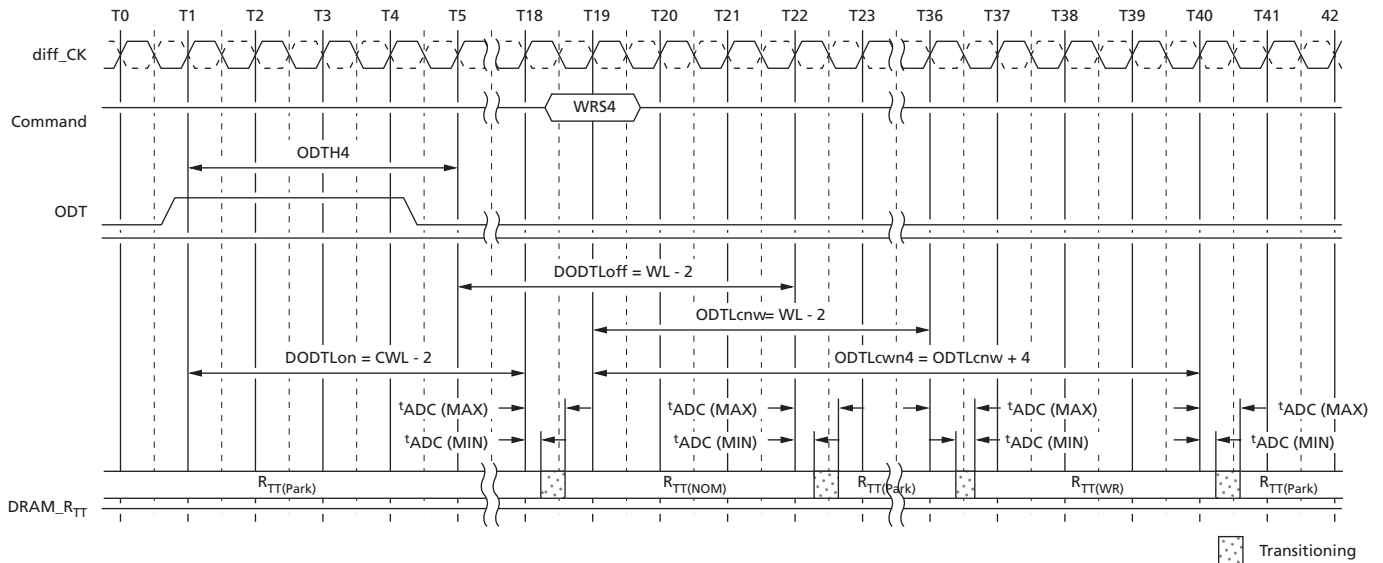 T0 T1 T2 T3 T4 T5 T18 T19 T20 T21 T22 T23 T36 T37 T38 T39 T40 T41 42
diff_CK
WRS4
Command
ODTH4
ODT
DODTLoff = WL - 2
ODTLcnw= WL - 2
DODTLon = CWL - 2 ODTLcwn4 = ODTLcnw + 4
tADC (MAX) tADC (MAX) tADC (MAX) tADC (MAX)
tADC (MIN) tADC (MIN) tADC (MIN) tADC (MIN)
RTT(Park) RTT(NOM) RTT(Park) RTT(WR) RTT(Park)
DRAM_RTT
Transitioning